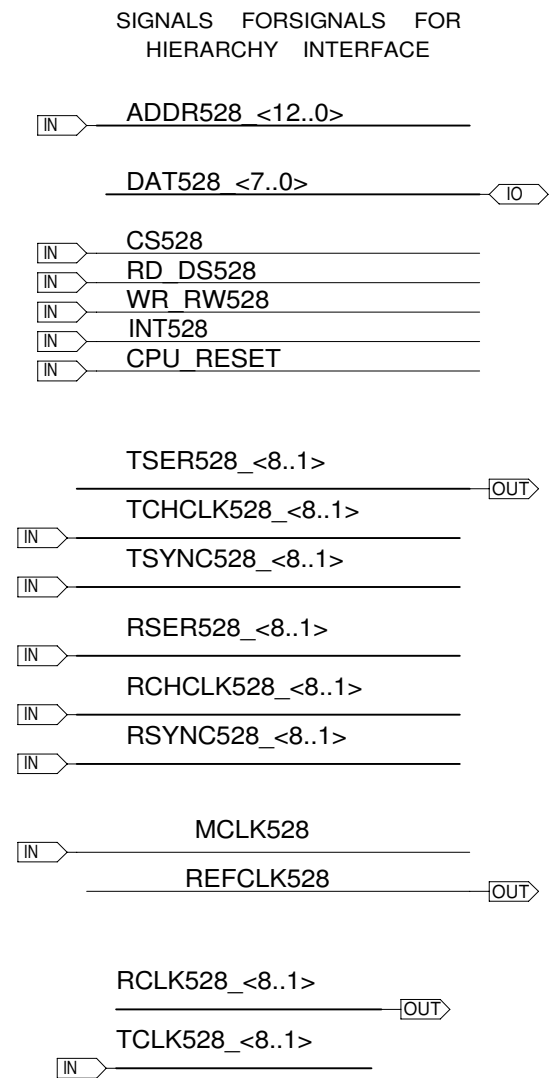 SIGNALS FORSIGNALS FOR
HIERARCHY INTERFACE
IN ADDR528_<12..0>
DAT528_<7..0> IO
IN CS528
IN RD_DS528
IN WR_RW528
IN INT528
IN CPU_RESET
TSER528_<8..1> OUT
IN TCHCLK528_<8..1>
IN TSYNC528_<8..1>
IN RSER528_<8..1>
IN RCHCLK528_<8..1>
IN RSYNC528_<8..1>
IN MCLK528
REFCLK528 OUT
RCLK528_<8..1> OUT
IN TCLK528_<8..1>